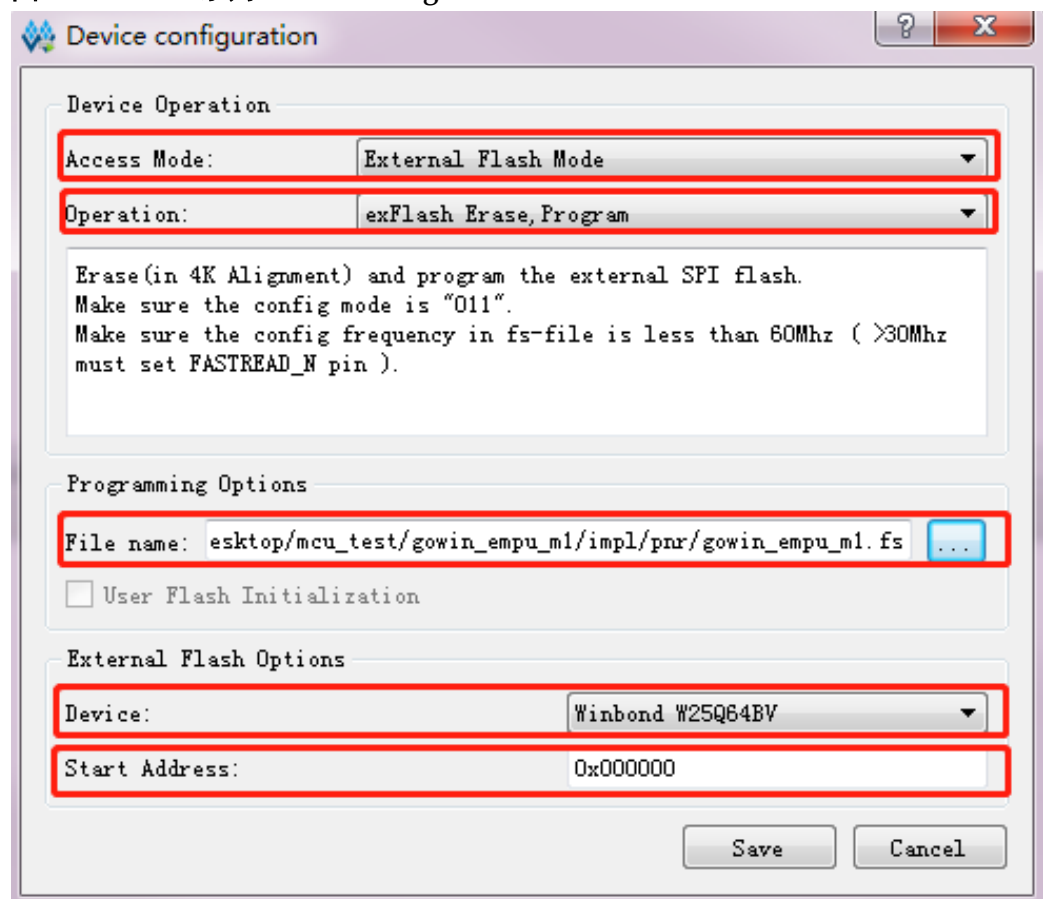 Device configuration
Device Operation
Access Mode: External Flash Mode
Operation: exFlash Erase,Program
Erase(in 4K Alignment) and program the external SPI flash.
Make sure the config mode is "011".
Make sure the config frequency in fs-file is less than 60Mhz ( >30Mhz
must set FASTREAD_N pin ).
Programming Options
File name: esktop/mcu_test/gowin_empu_m1/impl/pnr/gowin_empu_m1.fs ...
User Flash Initialization
External Flash Options
Device: Winbond W25Q64BV
Start Address: 0x000000
Save Cancel